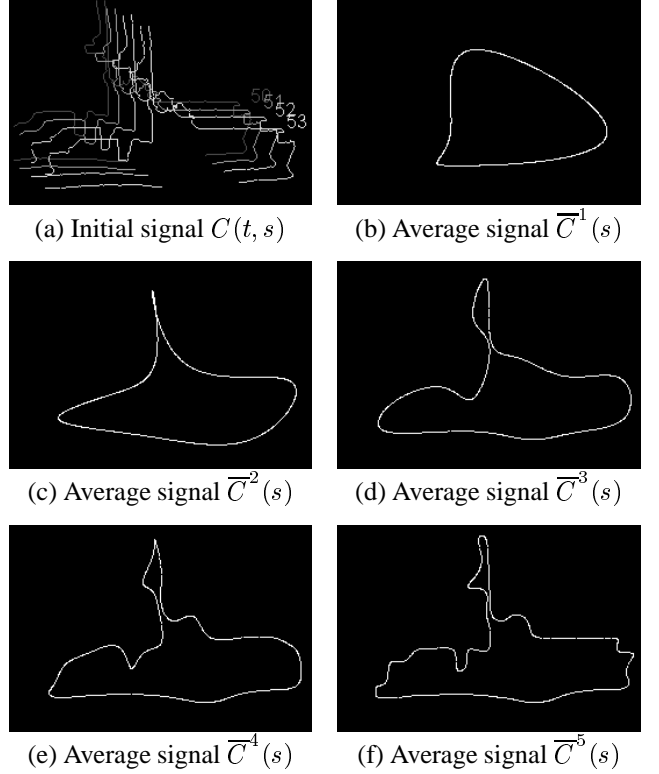 50 51 52 53
(a) Initial signal C(t, s)
(b) Average signal C̅¹(s)
(c) Average signal C̅²(s)
(d) Average signal C̅³(s)
(e) Average signal C̅⁴(s)
(f) Average signal C̅⁵(s)